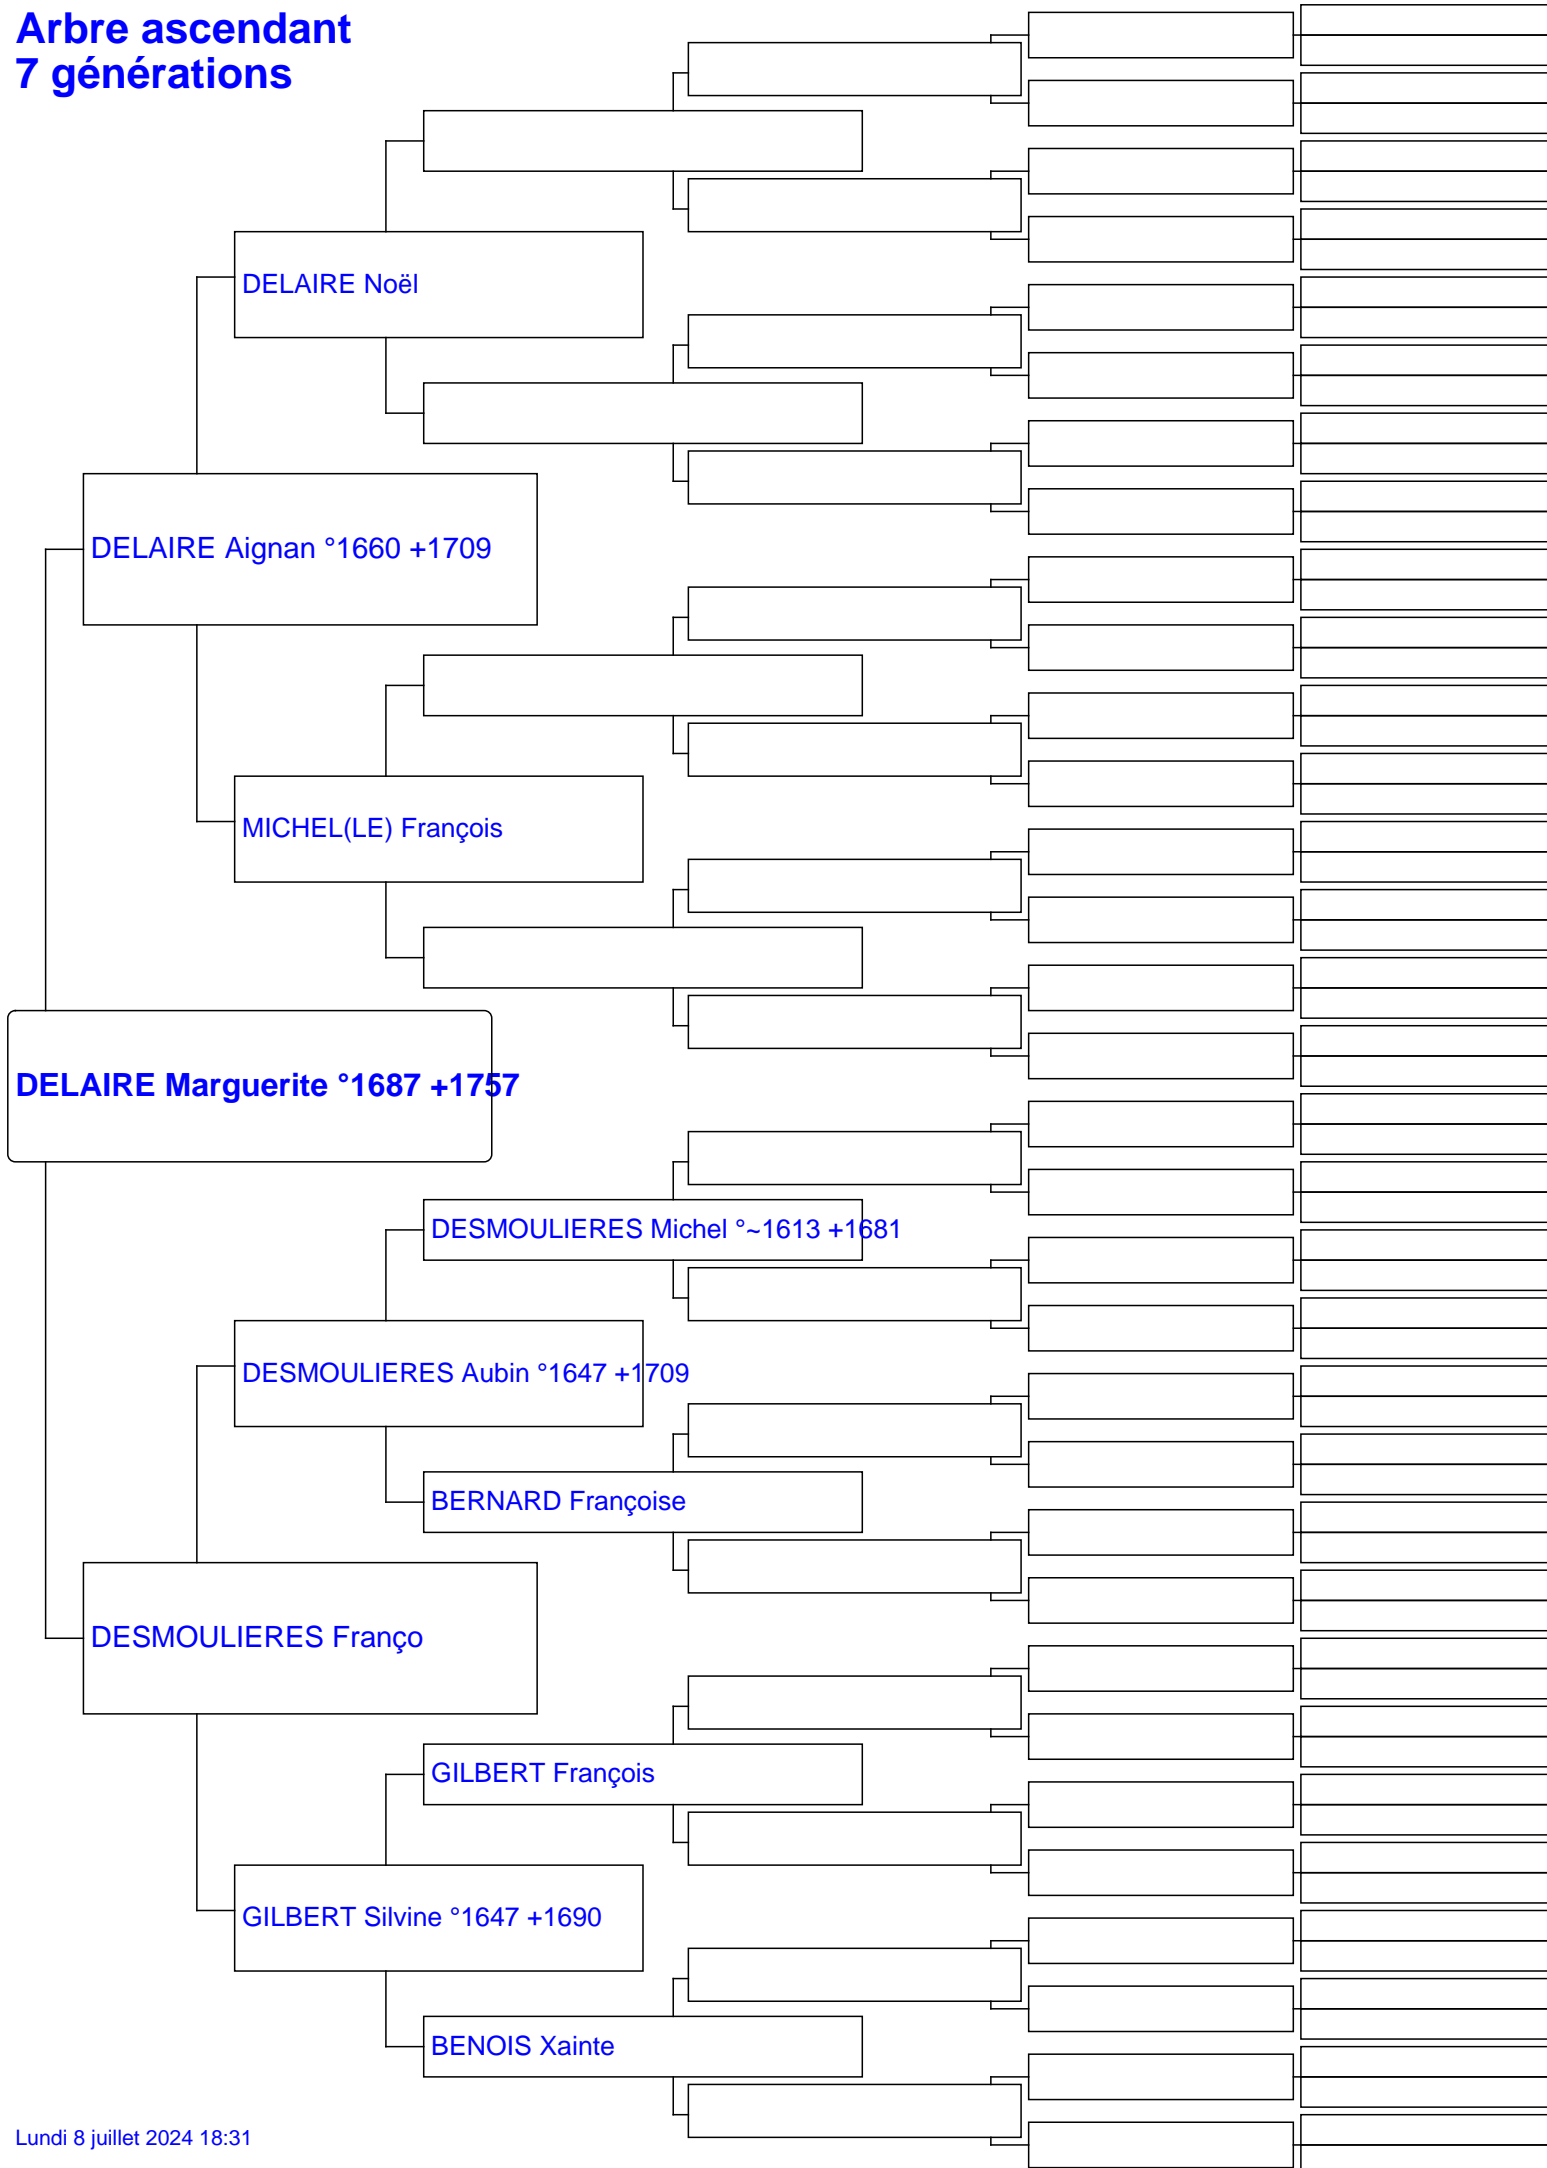 Arbre ascendant
7 générations
DELAIRE Noël
DELAIRE Aignan °1660 +1709
MICHEL(LE) François
DELAIRE Marguerite °1687 +1757
DESMOULIERES Michel °~1613 +1681
DESMOULIERES Aubin °1647 +1709
BERNARD Françoise
DESMOULIERES Franço
GILBERT François
GILBERT Silvine °1647 +1690
BENOIS Xainte
Lundi 8 juillet 2024 18:31